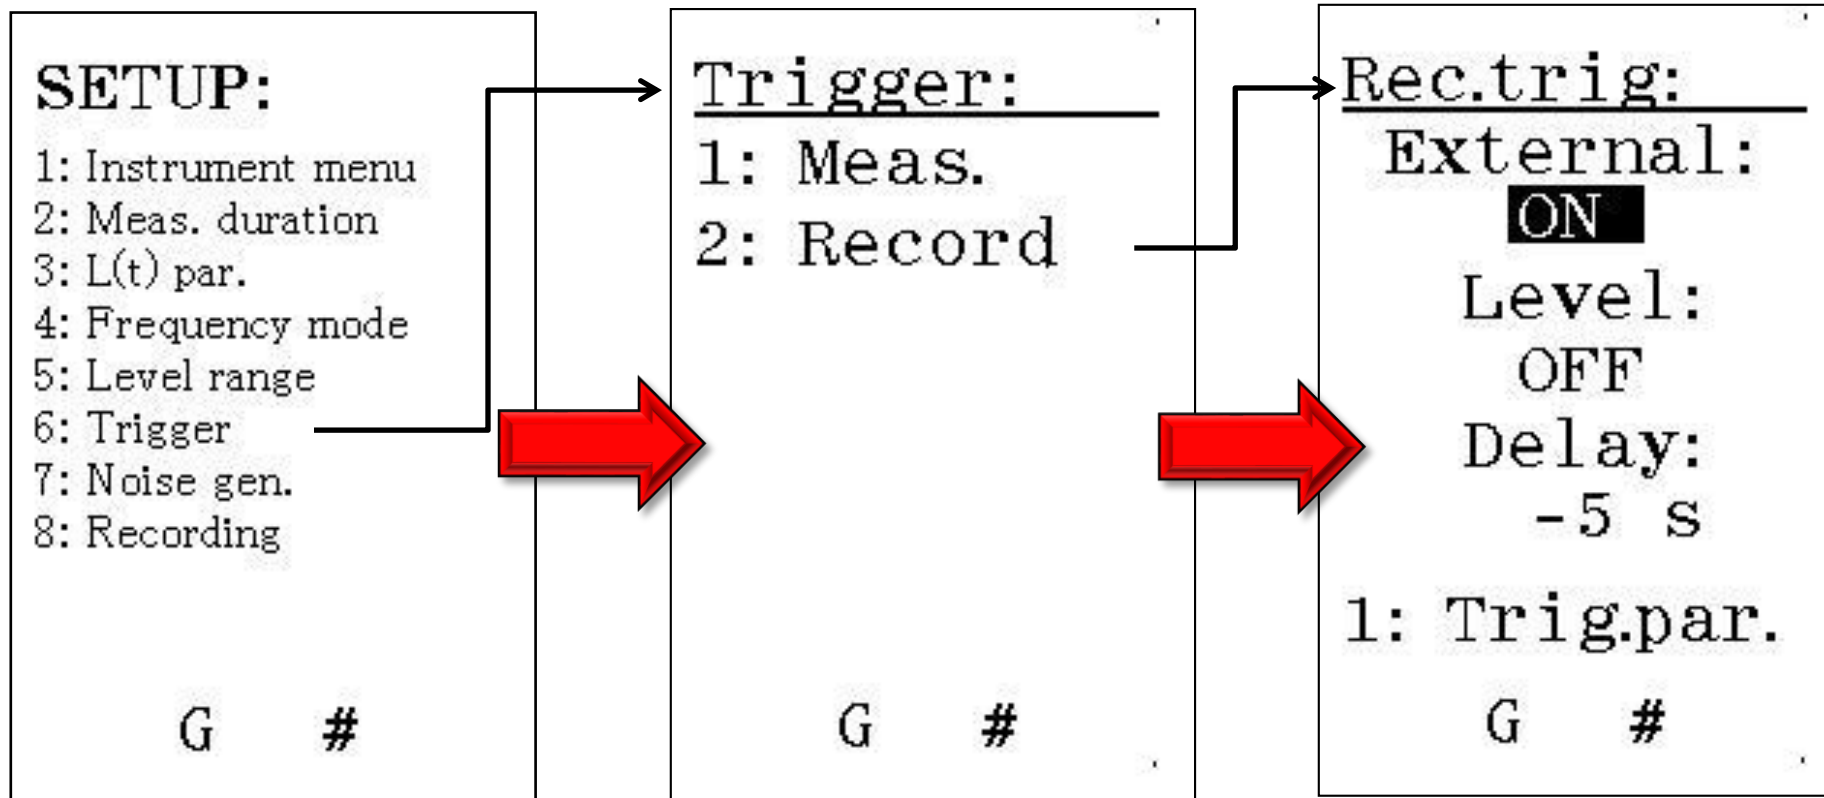 SETUP:
1: Instrument menu
2: Meas. duration
3: L(t) par.
4: Frequency mode
5: Level range
6: Trigger
7: Noise gen.
8: Recording
G #
Trigger:
1: Meas.
2: Record
G #
Rec.trig:
External:
ON
Level:
OFF
Delay:
-5 s
1: Trig.par.
G #